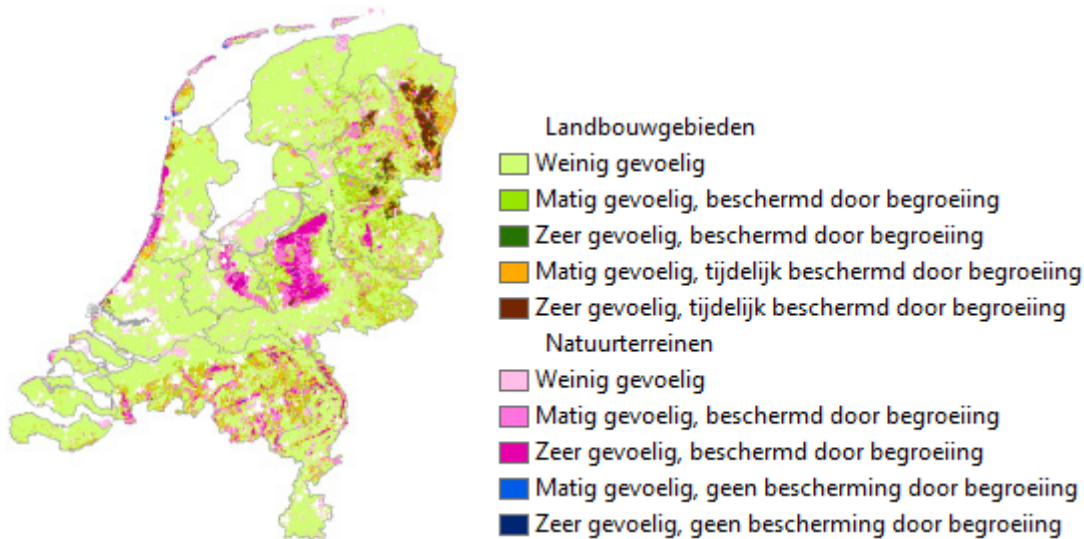 Landbouwgebieden
Weinig gevoelig
Matig gevoelig, beschermd door begroeiing
Zeer gevoelig, beschermd door begroeiing
Matig gevoelig, tijdelijk beschermd door begroeiing
Zeer gevoelig, tijdelijk beschermd door begroeiing
Natuurterreinen
Weinig gevoelig
Matig gevoelig, beschermd door begroeiing
Zeer gevoelig, beschermd door begroeiing
Matig gevoelig, geen bescherming door begroeiing
Zeer gevoelig, geen bescherming door begroeiing